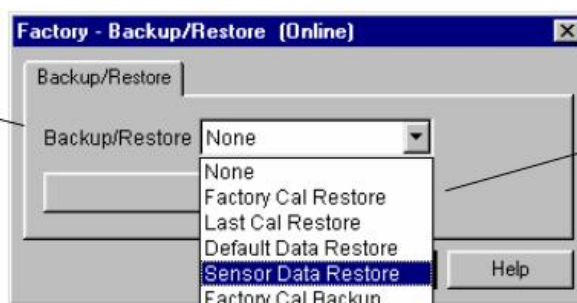 Factory - Backup/Restore (Online)
Backup/Restore
Backup/Restore None
None
Factory Cal Restore
Last Cal Restore
Default Data Restore
Sensor Data Restore
Help
Factory Cal Backup